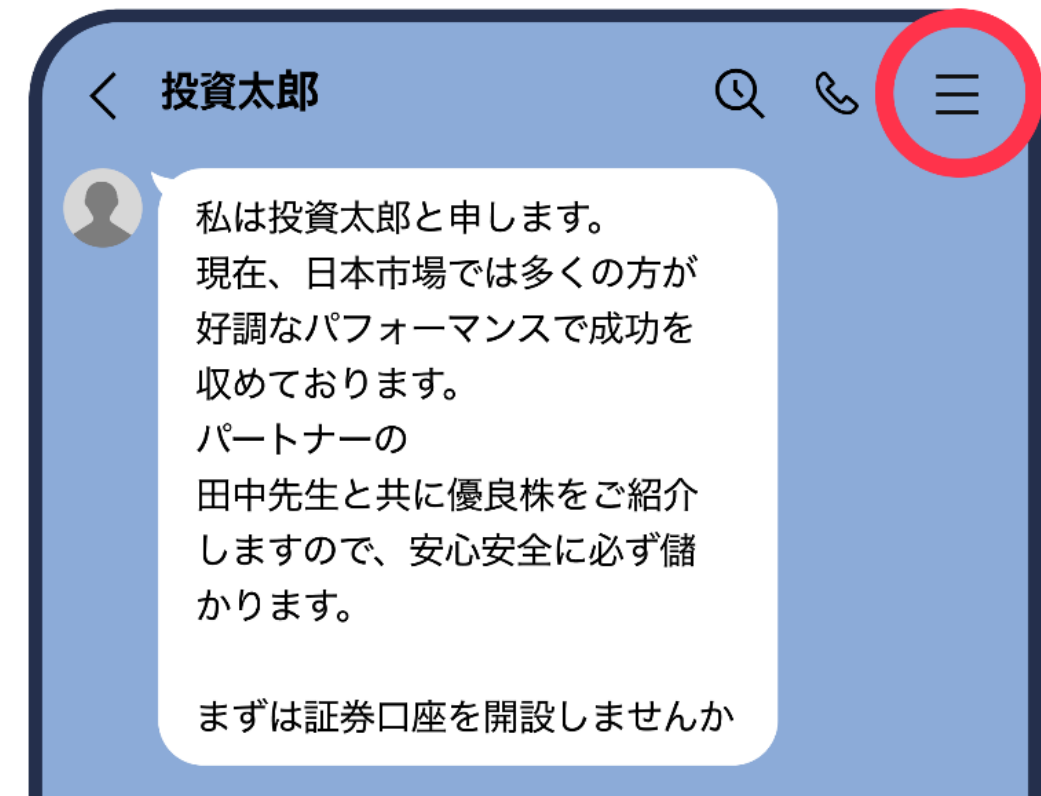 投資太郎
私は投資太郎と申します。
現在、日本市場では多くの方が
好調なパフォーマンスで成功を
収めております。
パートナーの
田中先生と共に優良株をご紹介
しますので、安心安全に必ず儲
かります。
まずは証券口座を開設しませんか